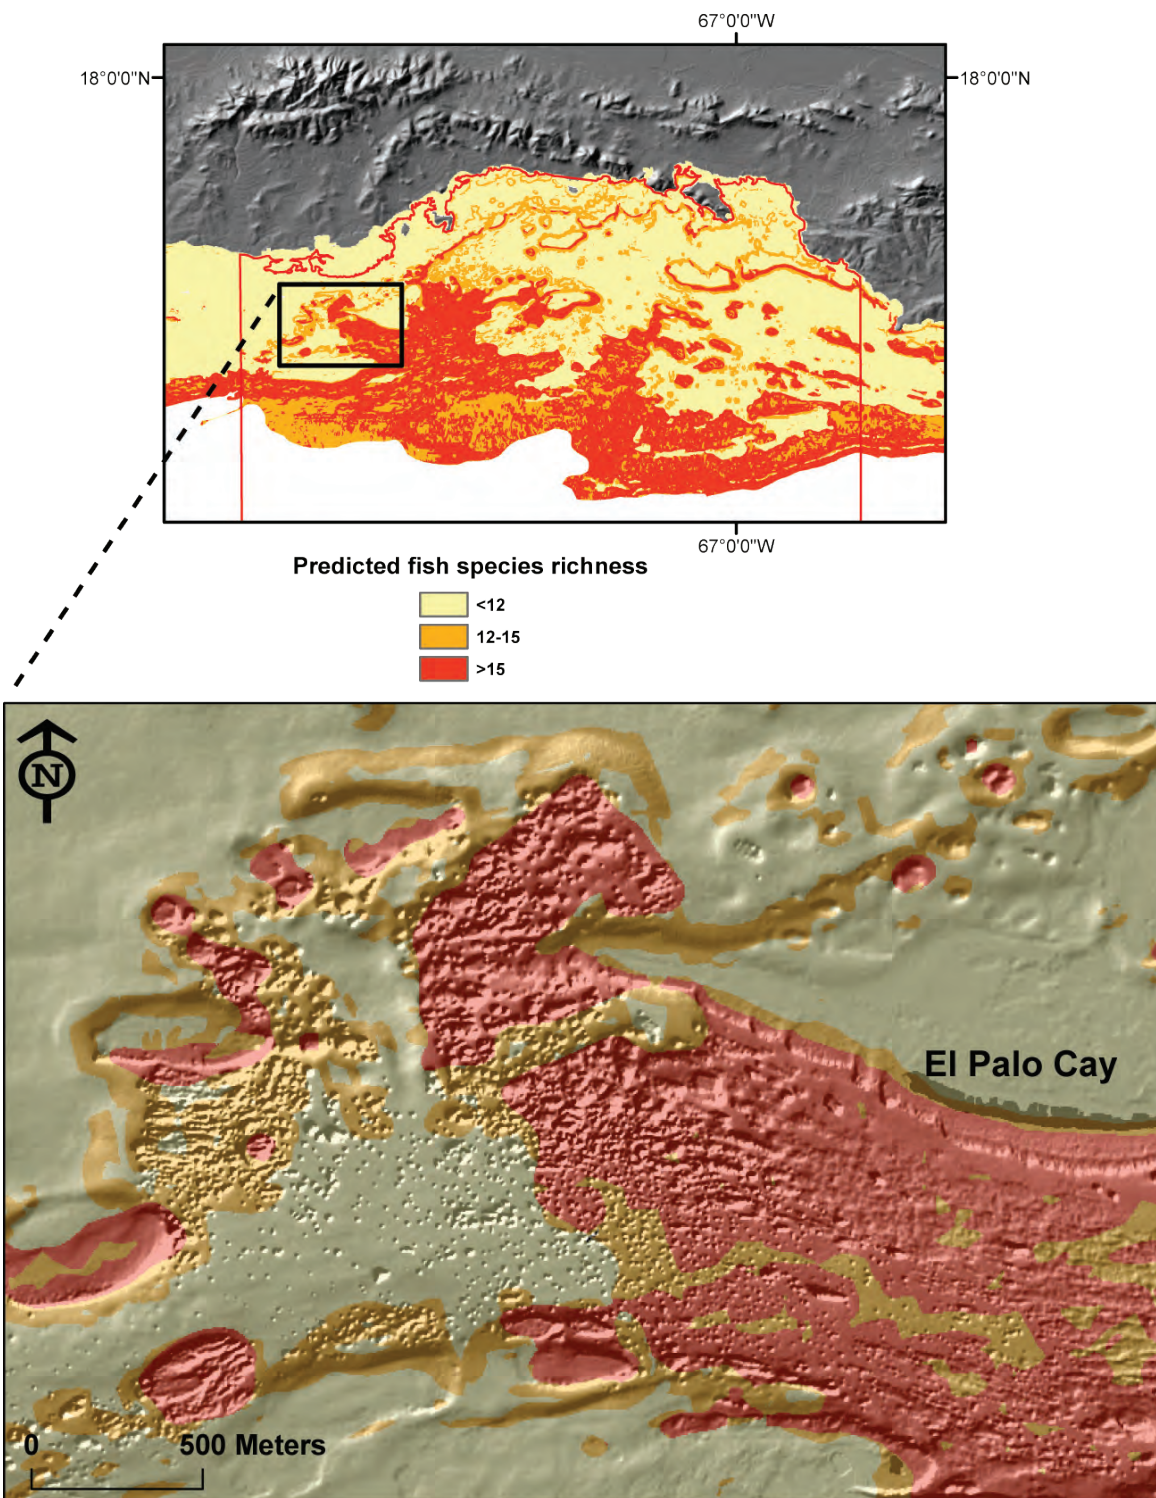 67°0'0"W
18°0'0"N
18°0'0"N
67°0'0"W
Predicted fish species richness
<12
12-15
>15
N
El Palo Cay
0
500 Meters